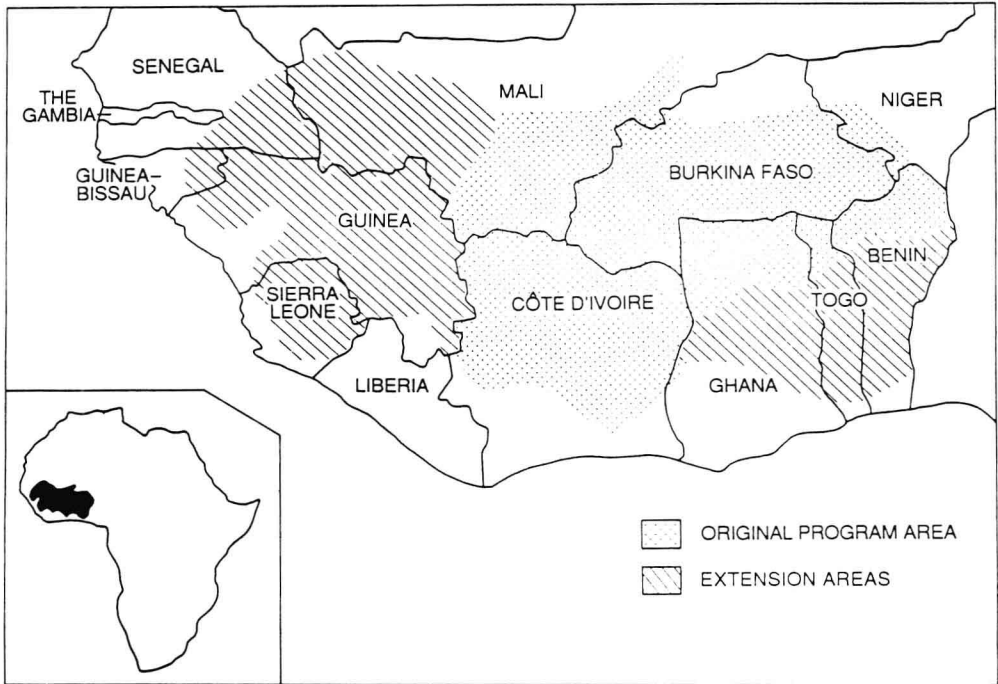 SENEGAL
THE
GAMBIA
MALI
NIGER
GUINEA-
BISSAU
BURKINA FASO
GUINEA
BENIN
SIERRA
LEONE
CÔTE D'IVOIRE
TOGO
LIBERIA
GHANA
ORIGINAL PROGRAM AREA
EXTENSION AREAS